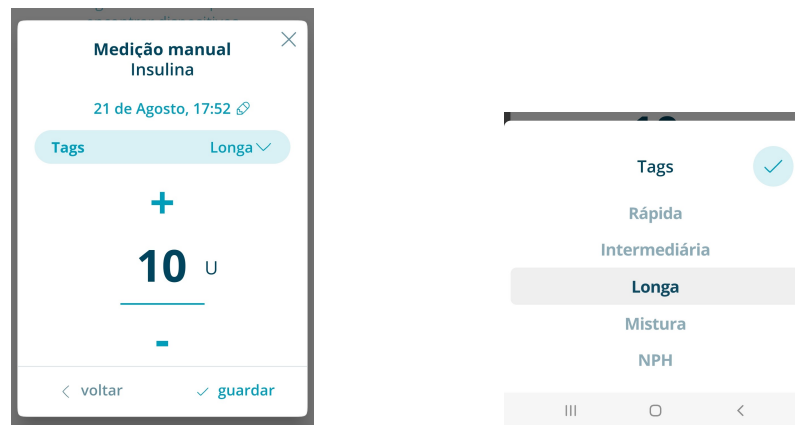 Medição manual
Insulina
21 de Agosto, 17:52
Tags Longa
+
10 U
-
voltar guardar
Tags
Rápida
Intermediária
Longa
Mistura
NPH